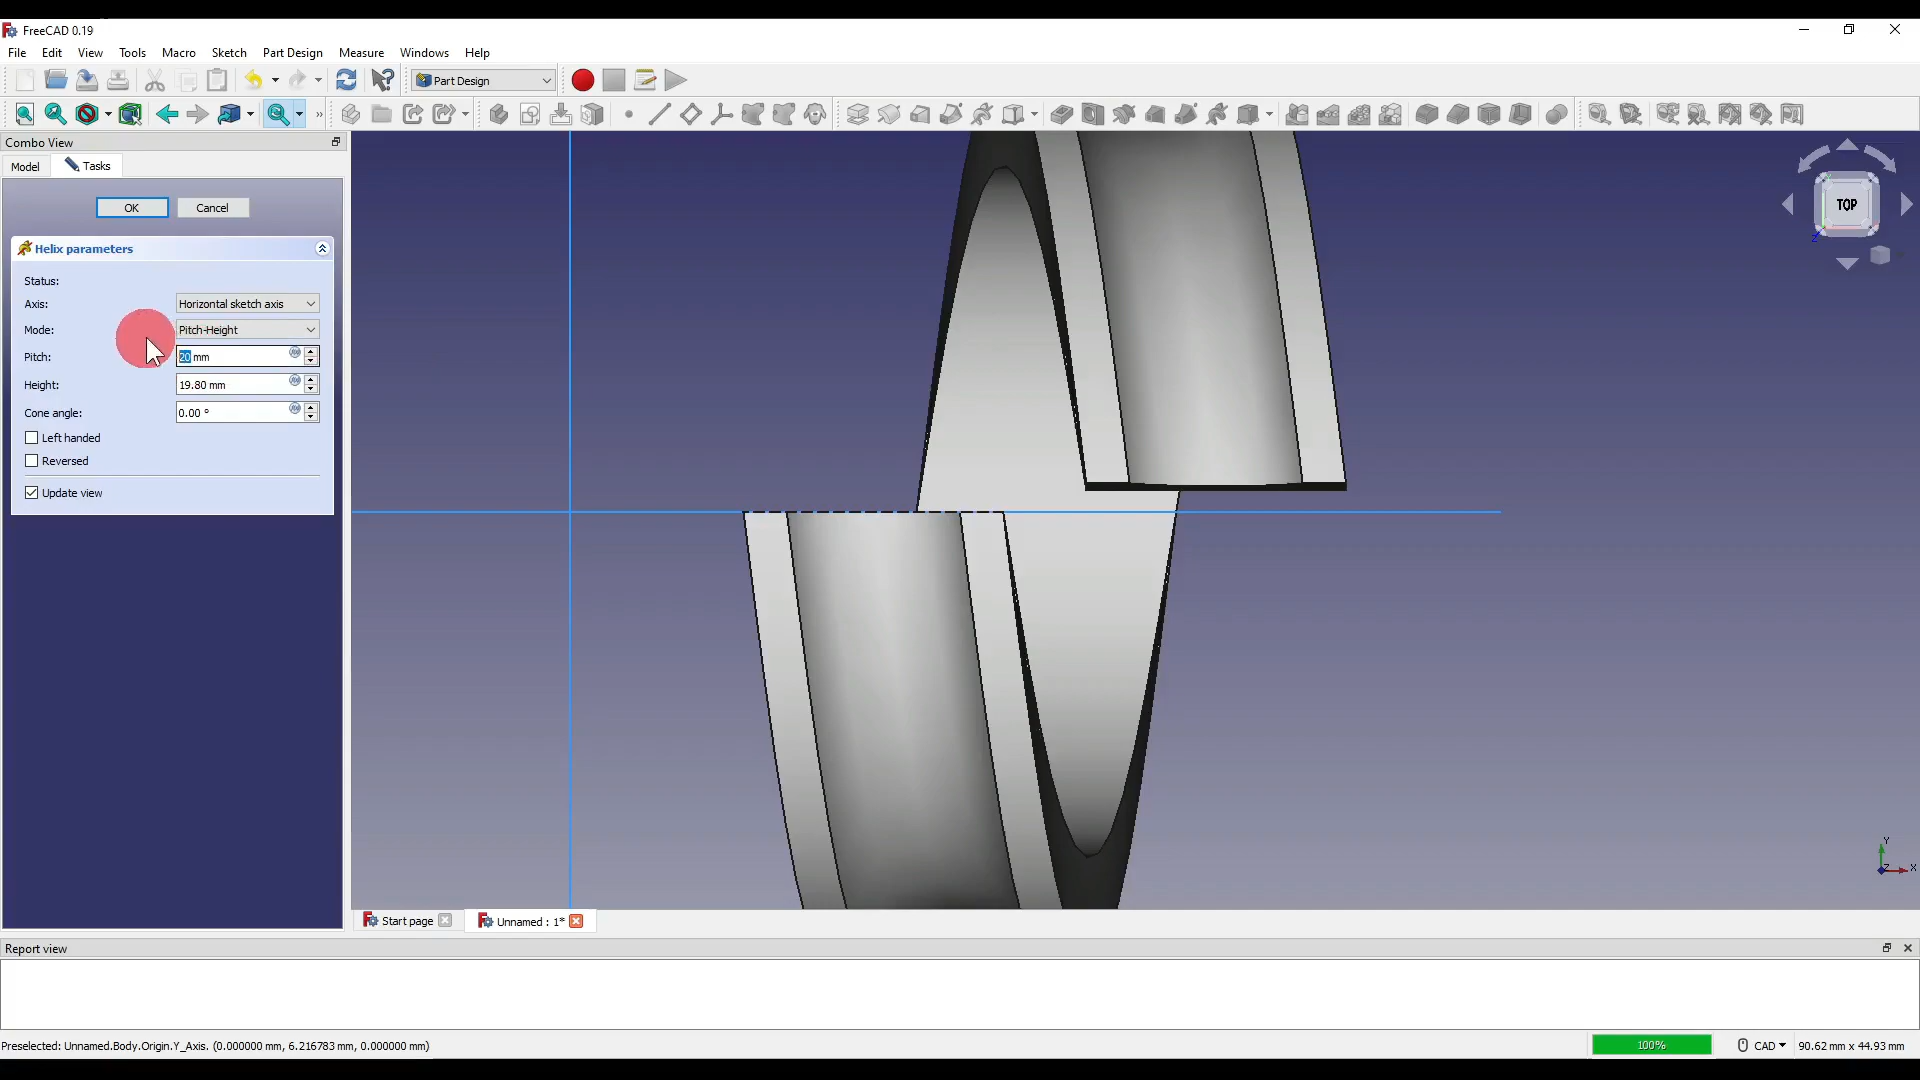 FreeCAD 0.19
File Edit View Tools Macro Sketch Part Design Measure Windows Help
Part Design
Combo View
Model Tasks
OK Cancel
Helix parameters
Status:
Axis: Horizontal sketch axis
Mode: Pitch-Height
Pitch: 20 mm
Height: 19.80 mm
Cone angle: 0.00 °
Left handed
Reversed
Update view
TOP
Z
Y
Z X
Start page Unnamed : 1*
Report view
Preselected: Unnamed.Body.Origin.Y_Axis. (0.000000 mm, 6.216783 mm, 0.000000 mm)
100% CAD 90.62 mm x 44.93 mm